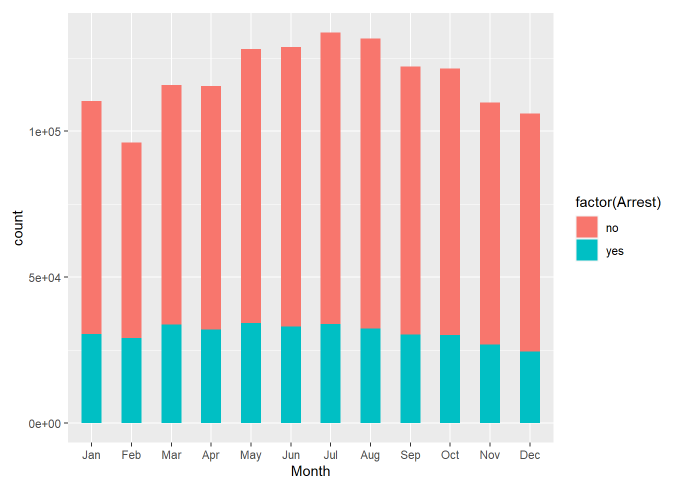 1e+05
5e+04
0e+00
count
Jan Feb Mar Apr May Jun Jul Aug Sep Oct Nov Dec
Month
factor(Arrest)
no
yes